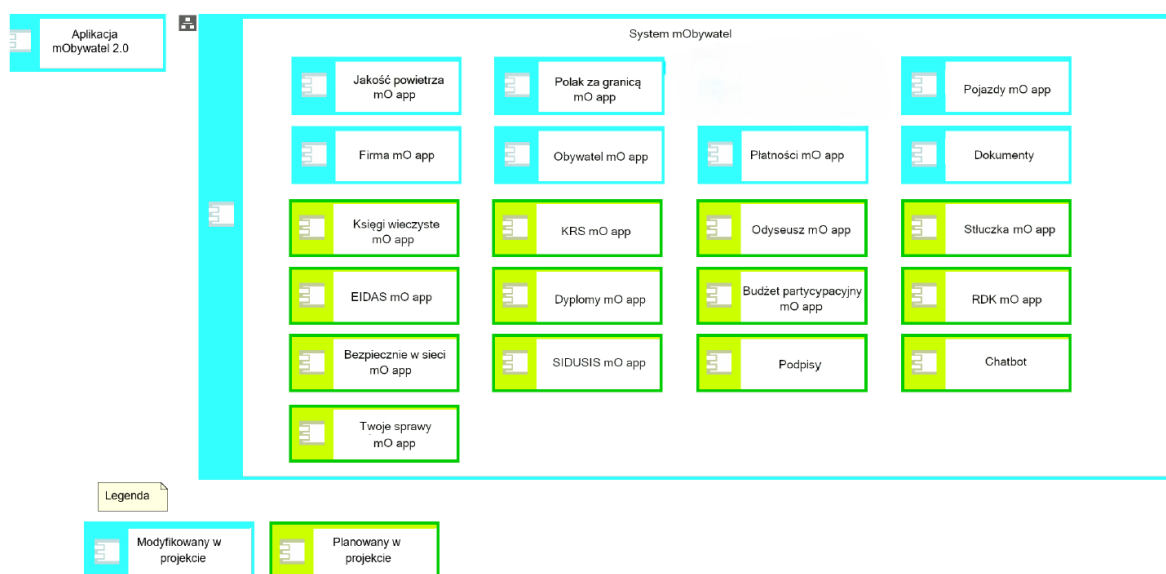 Aplikacja
mObywatel 2.0
System mObywatel
Jakość powietrza
mO app
Polak za granicą
mO app
Pojazdy mO app
Firma mO app
Obywatel mO app
Płatności mO app
Dokumenty
Księgi wieczyste
mO app
KRS mO app
Odyseusz mO app
Stłuczka mO app
EIDAS mO app
Dyplomy mO app
Budżet partycypacyjny
mO app
RDK mO app
Bezpiecznie w sieci
mO app
SIDUSIS mO app
Podpisy
Chatbot
Twoje sprawy
mO app
Legenda
Modyfikowany w
projekcie
Planowany w
projekcie